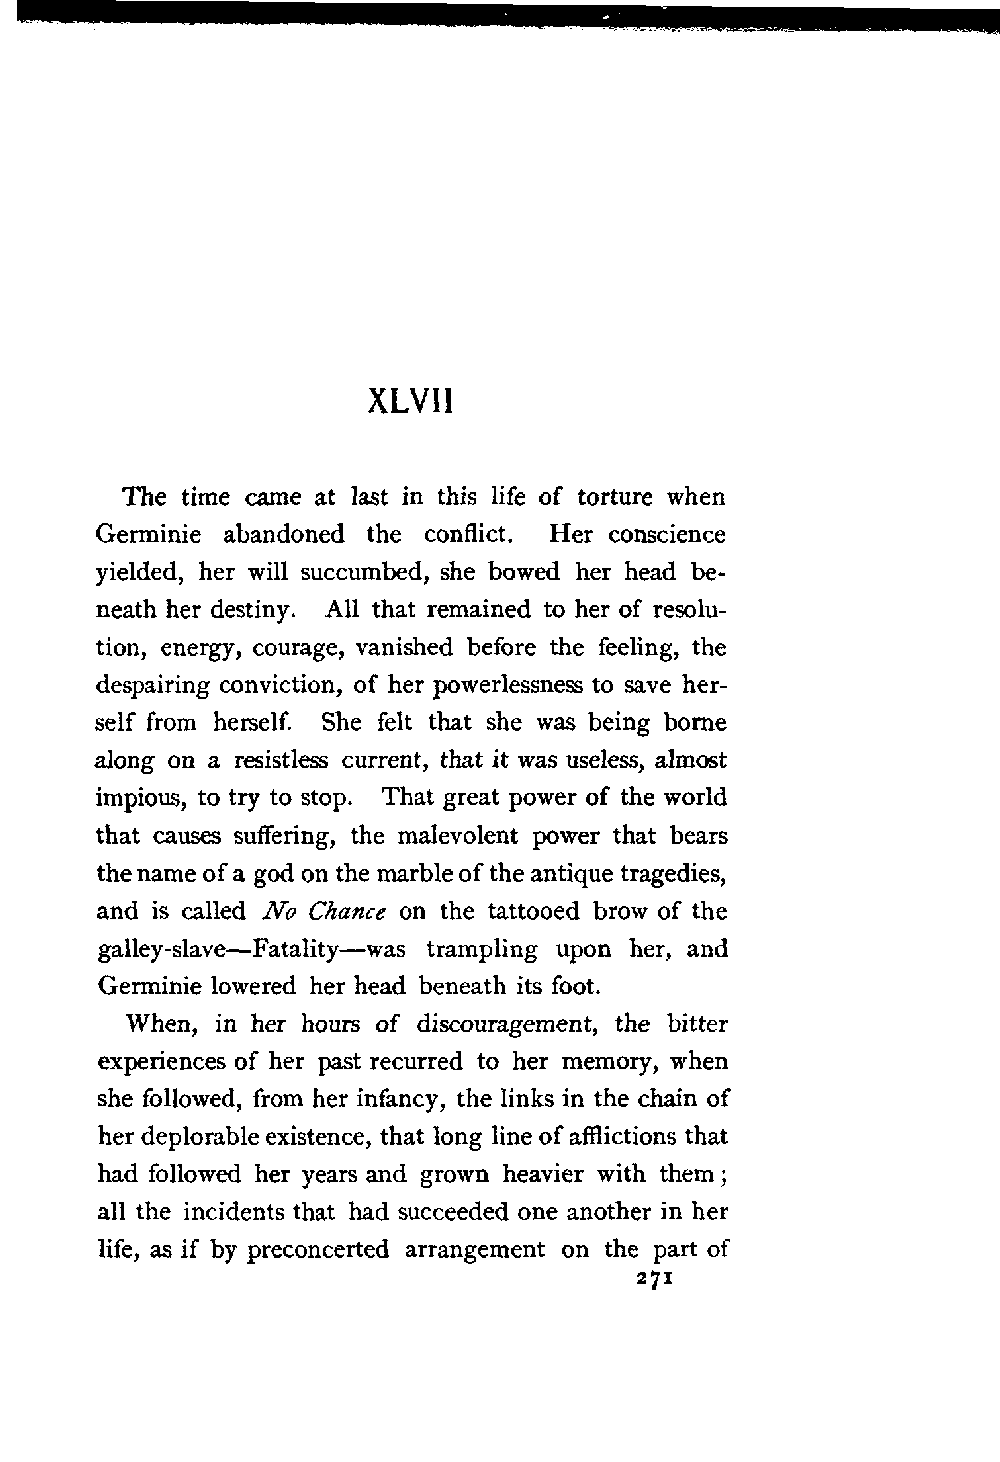 XLVII
The time came at last in this life of torture when
Germinie abandoned the conflict. Her conscience
yielded, her will succumbed, she bowed her head be-
neath her destiny. All that remained to her of resolu-
tion, energy, courage, vanished before the feeling, the
despairing conviction, of her powerlessness to save her-
self from herself. She felt that she was being borne
along on a resistless current, that it was useless, almost
impious, to try to stop. That great power of the world
that causes suffering, the malevolent power that bears
the name of a god on the marble of the antique tragedies,
and is called No Chance on the tattooed brow of the
galley-slave—Fatality—was trampling upon her, and
Germinie lowered her head beneath its foot.
When, in her hours of discouragement, the bitter
experiences of her past recurred to her memory, when
she followed, from her infancy, the links in the chain of
her deplorable existence, that long line of afflictions that
had followed her years and grown heavier with them;
all the incidents that had succeeded one another in her
life, as if by preconcerted arrangement on the part of
271